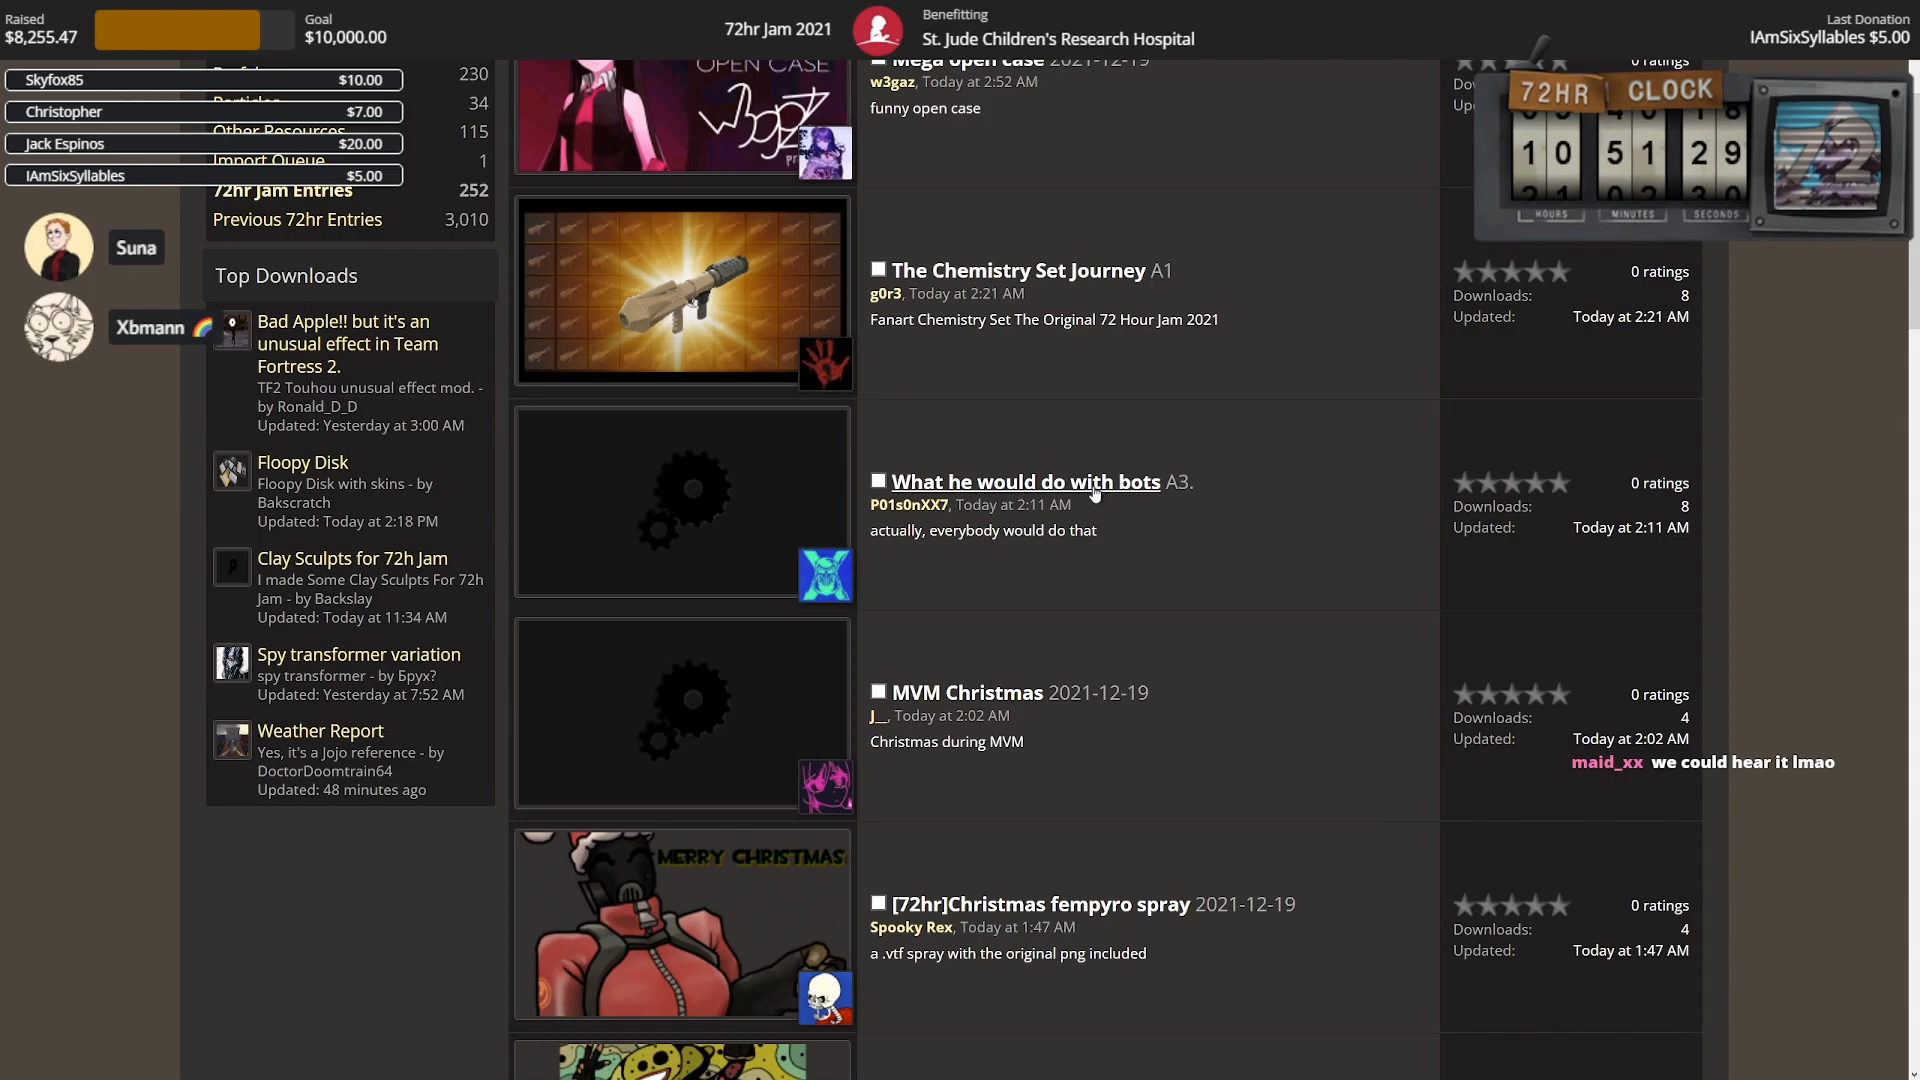 Raised
$8,255.47
Goal
$10,000.00
72hr Jam 2021
Benefitting
St. Jude Children's Research Hospital
Last Donation
IAmSixSyllables $5.00
Skyfox85 $10.00
Christopher $7.00
Jack Espinos $20.00
IAmSixSyllables $5.00
230
Particles 34
Other Resources 115
Import Queue 1
72hr Jam Entries 252
Previous 72hr Entries 3,010
Suna
Xbmann
Top Downloads
Bad Apple!! but it's an
unusual effect in Team
Fortress 2.
TF2 Touhou unusual effect mod. -
by Ronald_D_D
Updated: Yesterday at 3:00 AM
Floopy Disk
Floopy Disk with skins - by
Bakscratch
Updated: Today at 2:18 PM
Clay Sculpts for 72h Jam
I made Some Clay Sculpts For 72h
Jam - by Backslay
Updated: Today at 11:34 AM
Spy transformer variation
spy transformer - by Брух?
Updated: Yesterday at 7:52 AM
Weather Report
Yes, it's a Jojo reference - by
DoctorDoomtrain64
Updated: 48 minutes ago
OPEN CASE
Mega open case 2021-12-19
w3gaz, Today at 2:52 AM
funny open case
0 ratings
72HR CLOCK
10 51 29
HOURS MINUTES SECONDS
72
The Chemistry Set Journey A1
g0r3, Today at 2:21 AM
Fanart Chemistry Set The Original 72 Hour Jam 2021
0 ratings
Downloads: 8
Updated: Today at 2:21 AM
What he would do with bots A3.
P01s0nXX7, Today at 2:11 AM
actually, everybody would do that
0 ratings
Downloads: 8
Updated: Today at 2:11 AM
MVM Christmas 2021-12-19
J__, Today at 2:02 AM
Christmas during MVM
0 ratings
Downloads: 4
Updated: Today at 2:02 AM
maid_xx we could hear it lmao
MERRY CHRISTMAS
[72hr]Christmas fempyro spray 2021-12-19
Spooky Rex, Today at 1:47 AM
a .vtf spray with the original png included
0 ratings
Downloads: 4
Updated: Today at 1:47 AM